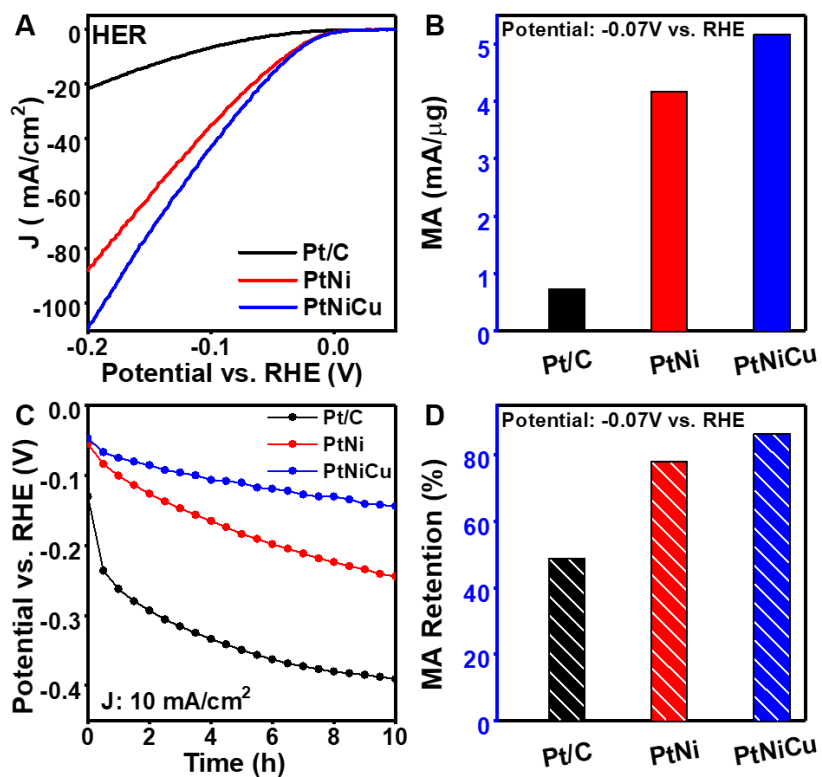 A
HER
0
-20
-40
-60
-80
-100
J ( mA/cm²)
Pt/C
PtNi
PtNiCu
-0.2
-0.1
0.0
Potential vs. RHE (V)
B
Potential: -0.07V vs. RHE
5
4
3
2
1
0
MA (mA/μg)
Pt/C
PtNi
PtNiCu
C
0.0
-0.1
-0.2
-0.3
-0.4
Potential vs. RHE (V)
Pt/C
PtNi
PtNiCu
J: 10 mA/cm²
0
2
4
6
8
10
Time (h)
D
Potential: -0.07V vs. RHE
80
60
40
20
0
MA Retention (%)
Pt/C
PtNi
PtNiCu